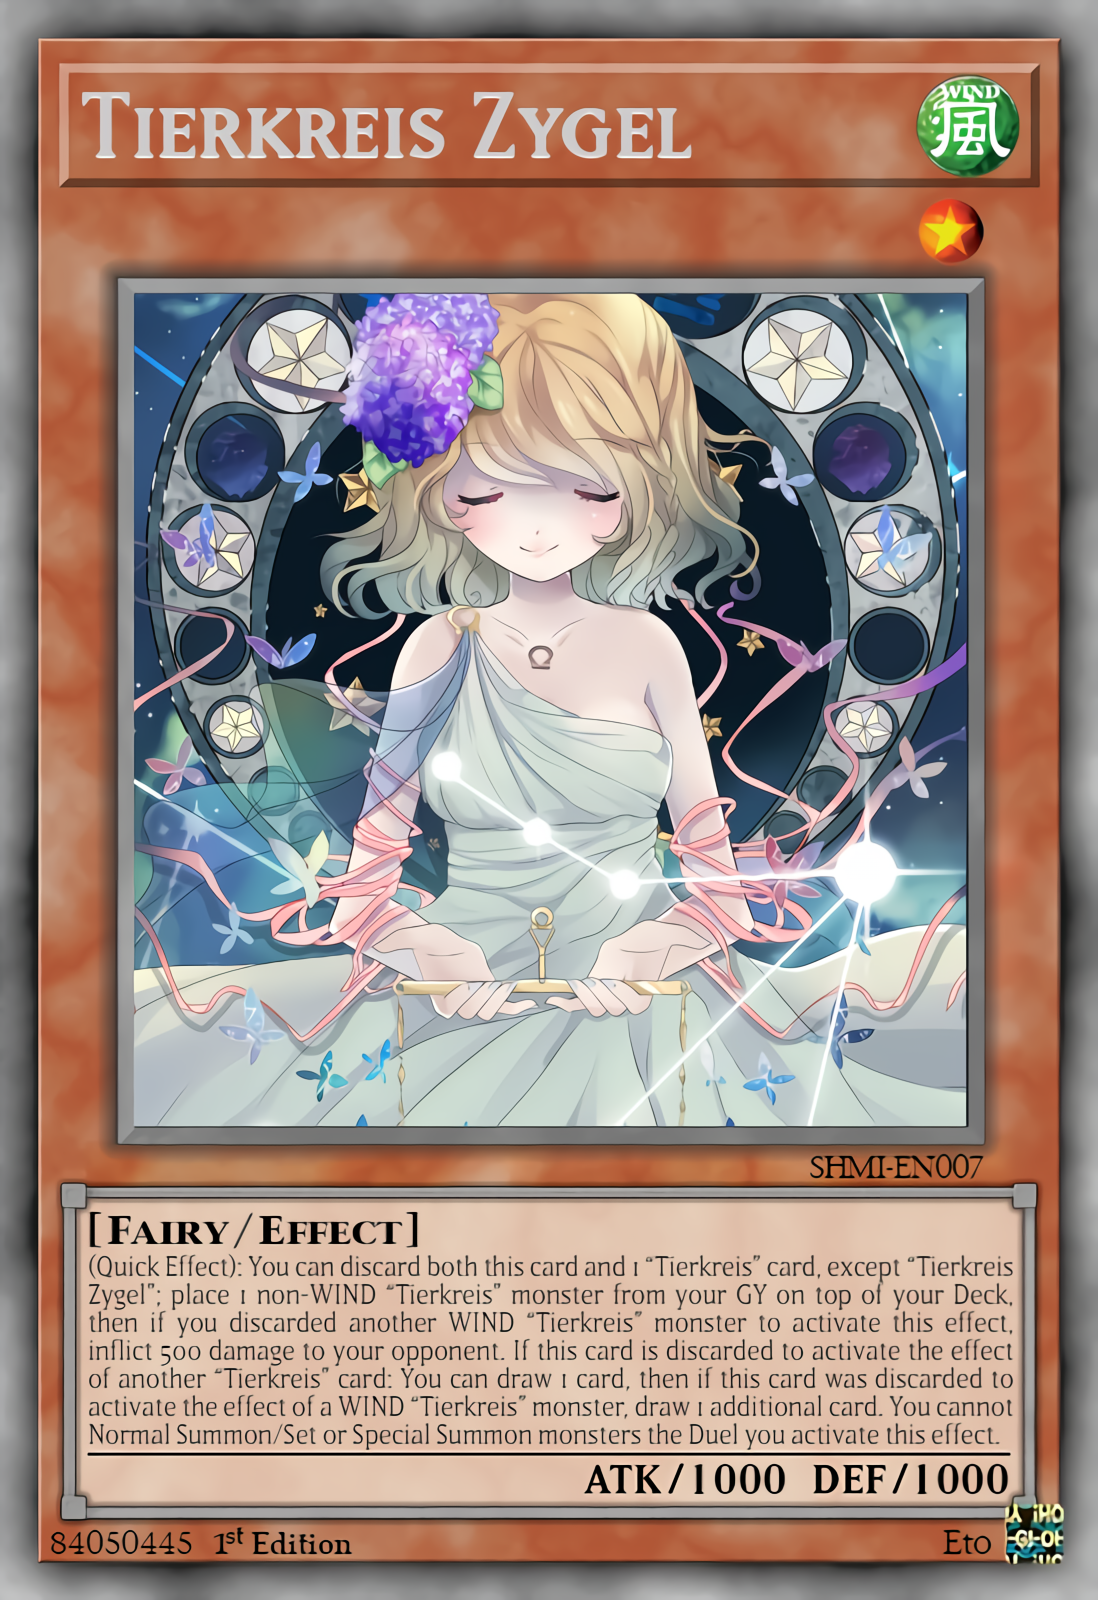 Tierkreis Zygel
WIND
風
SHMI-EN007
[Fairy/Effect]
(Quick Effect): You can discard both this card and 1 “Tierkreis” card, except “Tierkreis
Zygel”; place 1 non-WIND “Tierkreis” monster from your GY on top of your Deck,
then if you discarded another WIND “Tierkreis” monster to activate this effect,
inflict 500 damage to your opponent. If this card is discarded to activate the effect
of another “Tierkreis” card: You can draw 1 card, then if this card was discarded to
activate the effect of a WIND “Tierkreis” monster, draw 1 additional card. You cannot
Normal Summon/Set or Special Summon monsters the Duel you activate this effect.
ATK/1000 DEF/1000
84050445 1st Edition
Eto